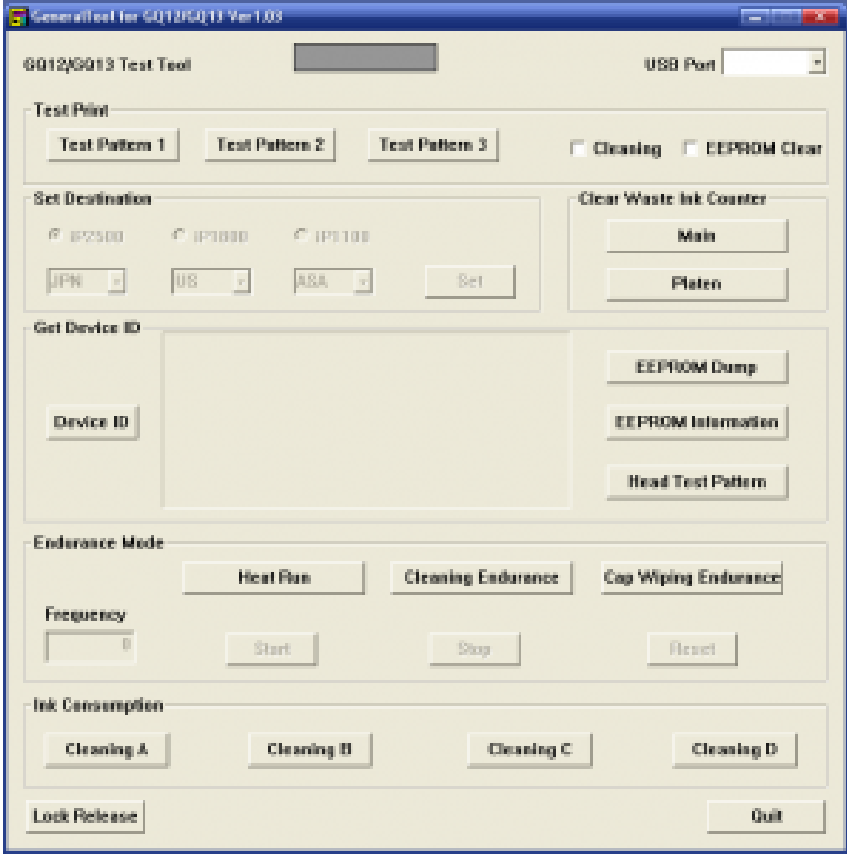 GeneralTool for GQ12/GQ13 Ver1.03
GQ12/GQ13 Test Tool
USB Port
Test Print
Test Pattern 1 Test Pattern 2 Test Pattern 3 Cleaning EEPROM Clear
Set Destination
iP2500 iP1800 iP1100
JPN US ASA Set
Clear Waste Ink Counter
Main
Platen
Get Device ID
Device ID
EEPROM Dump
EEPROM Information
Head Test Pattern
Endurance Mode
Heat Run Cleaning Endurance Cap Wiping Endurance
Frequency
0 Start Stop Reset
Ink Consumption
Cleaning A Cleaning B Cleaning C Cleaning D
Lock Release Quit